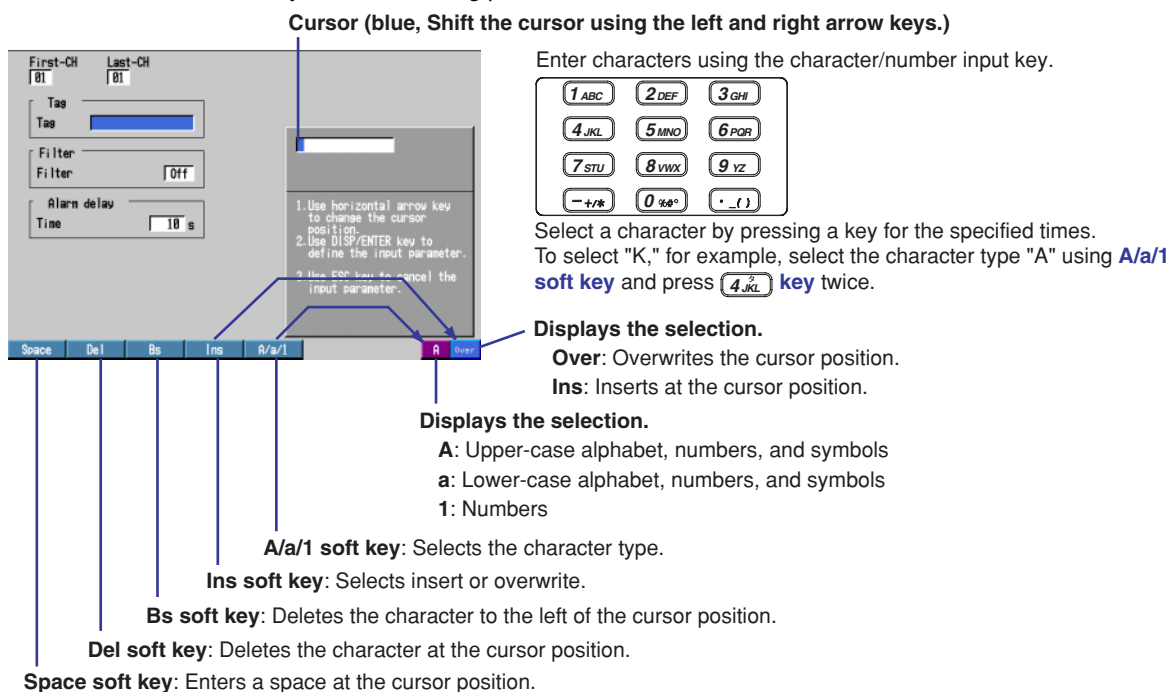 Cursor (blue, Shift the cursor using the left and right arrow keys.)
First-CH Last-CH
01 01
Tag
Tag
Filter
Filter Off
Alarm delay
Time 10 s
1.Use horizontal arrow key
to change the cursor
position.
2.Use DISP/ENTER key to
define the input parameter.
3.Use ESC key to cancel the
input parameter.
Space Del Bs Ins A/a/1 A Over
Enter characters using the character/number input key.
1 ABC 2 DEF 3 GHI
4 JKL 5 MNO 6 PQR
7 STU 8 VWX 9 YZ
− +/* 0 %#° · _( )
Select a character by pressing a key for the specified times.
To select "K," for example, select the character type "A" using A/a/1
soft key and press 4 JKL key twice.
Displays the selection.
Over: Overwrites the cursor position.
Ins: Inserts at the cursor position.
Displays the selection.
A: Upper-case alphabet, numbers, and symbols
a: Lower-case alphabet, numbers, and symbols
1: Numbers
A/a/1 soft key: Selects the character type.
Ins soft key: Selects insert or overwrite.
Bs soft key: Deletes the character to the left of the cursor position.
Del soft key: Deletes the character at the cursor position.
Space soft key: Enters a space at the cursor position.